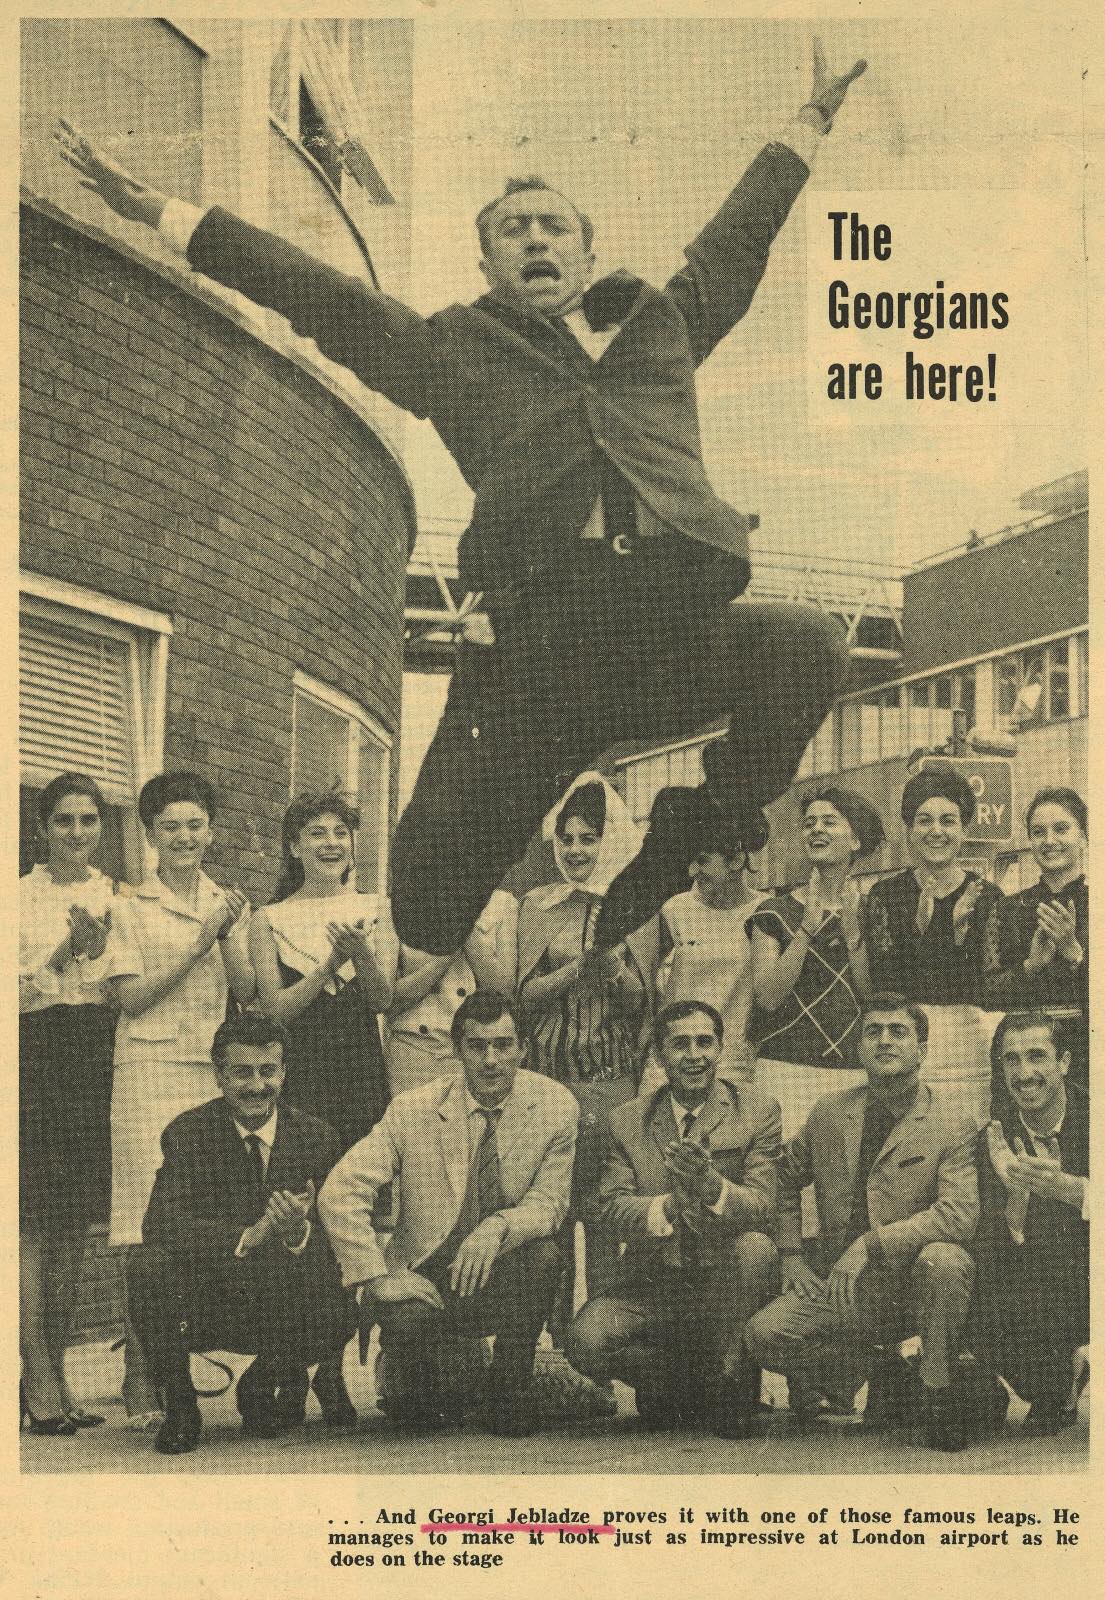 The
Georgians
are here!
O
RY
. . . And Georgi Jebladze proves it with one of those famous leaps. He
manages to make it look just as impressive at London airport as he
does on the stage